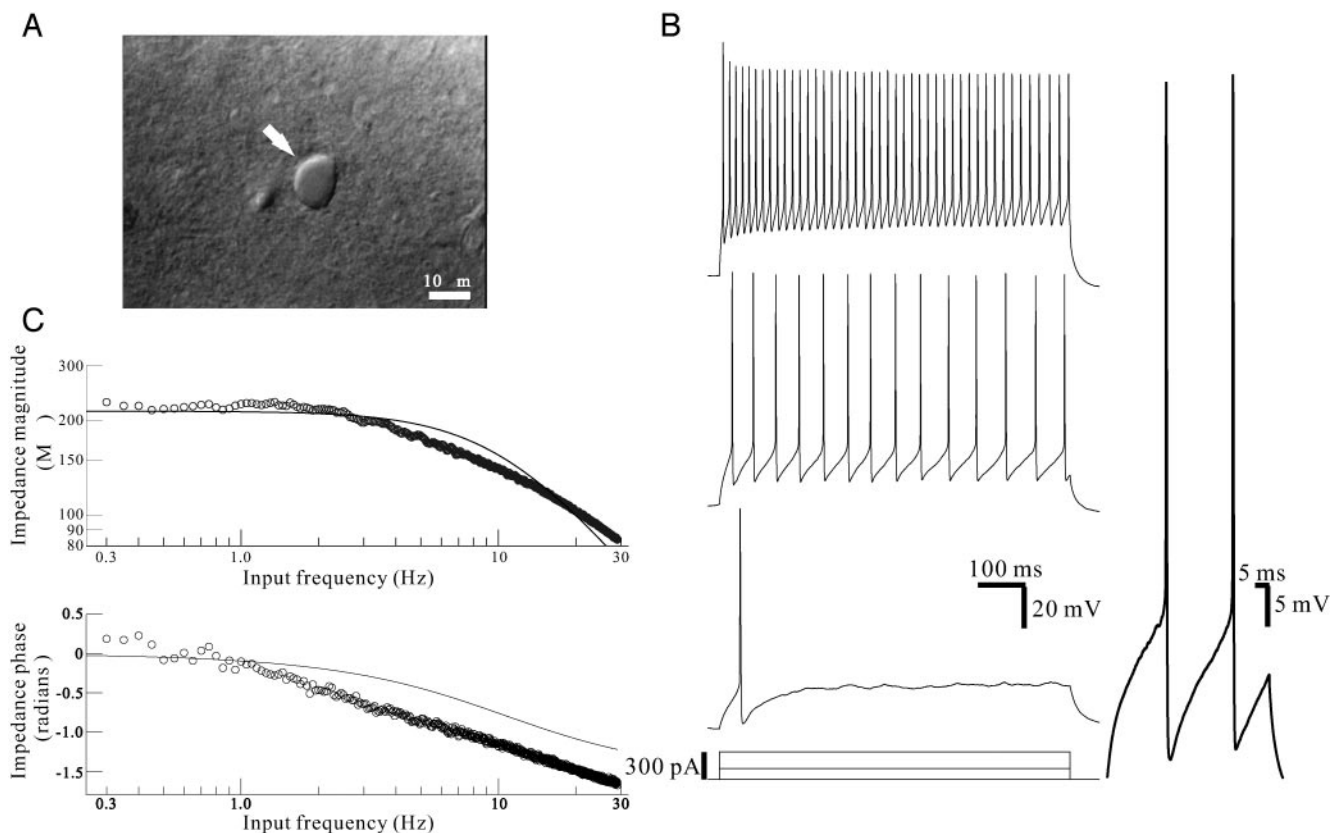 A
10 m
B
100 ms
20 mV
5 ms
5 mV
300 pA
C
Impedance magnitude
(M )
300
200
150
100
90
80
0.3
1.0
10
30
Input frequency (Hz)
Impedance phase
(radians)
0.5
0
-0.5
-1.0
-1.5
0.3
1.0
10
30
Input frequency (Hz)